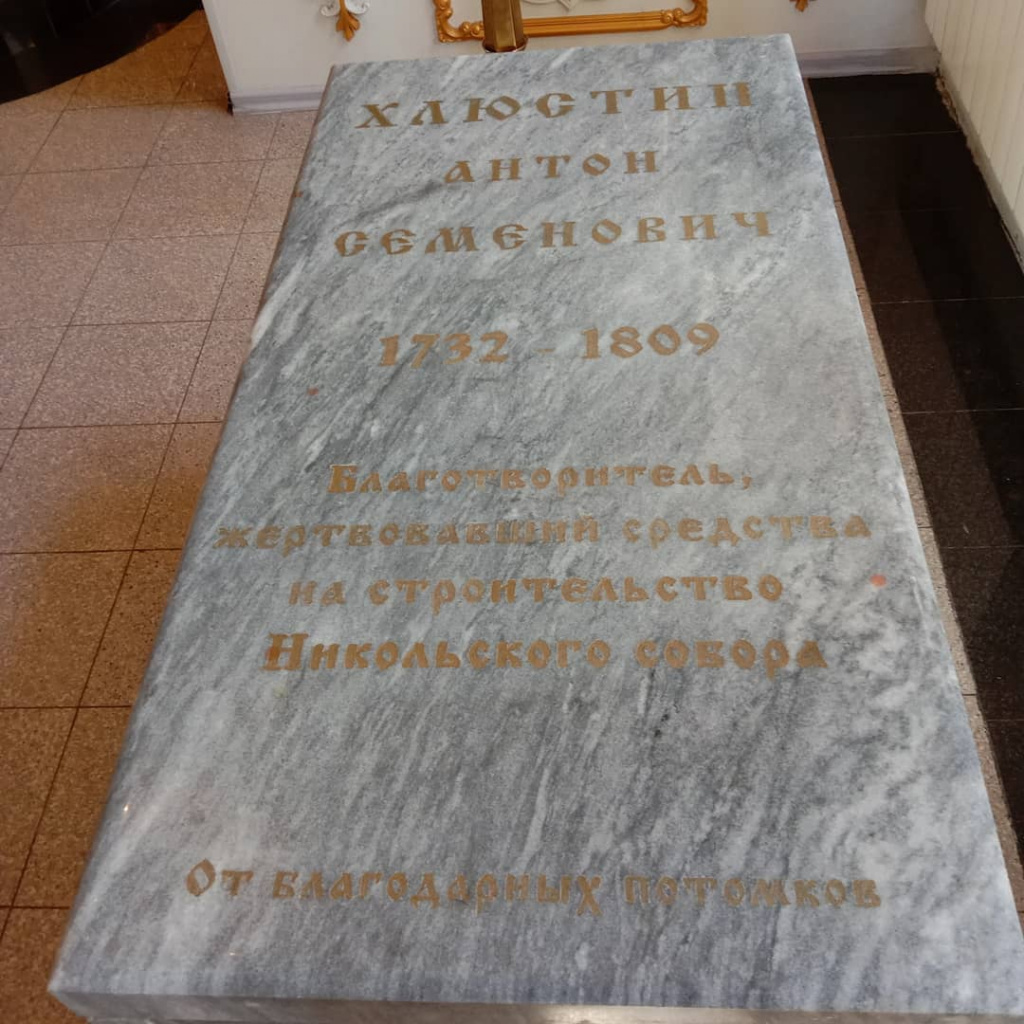 ХЛЮСТИН
АНТОН
СЕМЕНОВИЧ
1732 - 1809
Благотворитель,
жертвовавший средства
на строительство
Никольского собора
От благодарных потомков